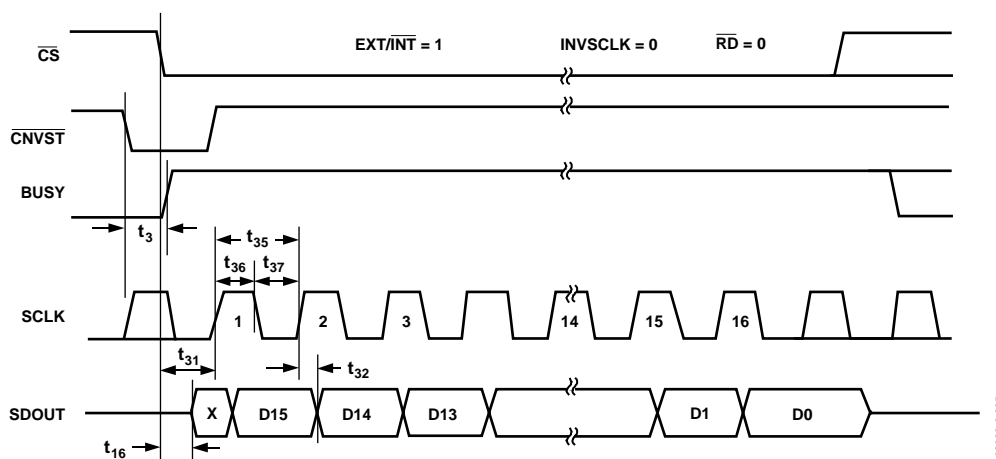 EXT/INT = 1 INVSCLK = 0 RD = 0
CS
CNVST
BUSY
t3
t35
t36 t37
SCLK
1 2 3 14 15 16
t31
t32
SDOUT
X D15 D14 D13 D1 D0
t16